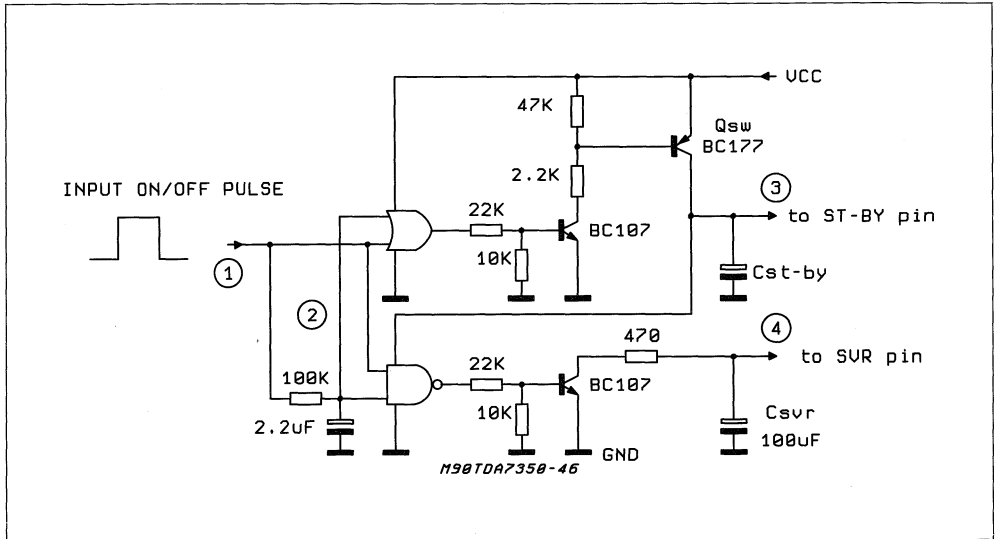 VCC
47K
Qsw
BC177
2.2K
INPUT ON/OFF PULSE
3
to ST-BY pin
22K
BC107
10K
1
Cst-by
2
4
470
to SVR pin
22K
100K
BC107
10K
Csvr
2.2uF
100uF
GND
M90TDA7350-46